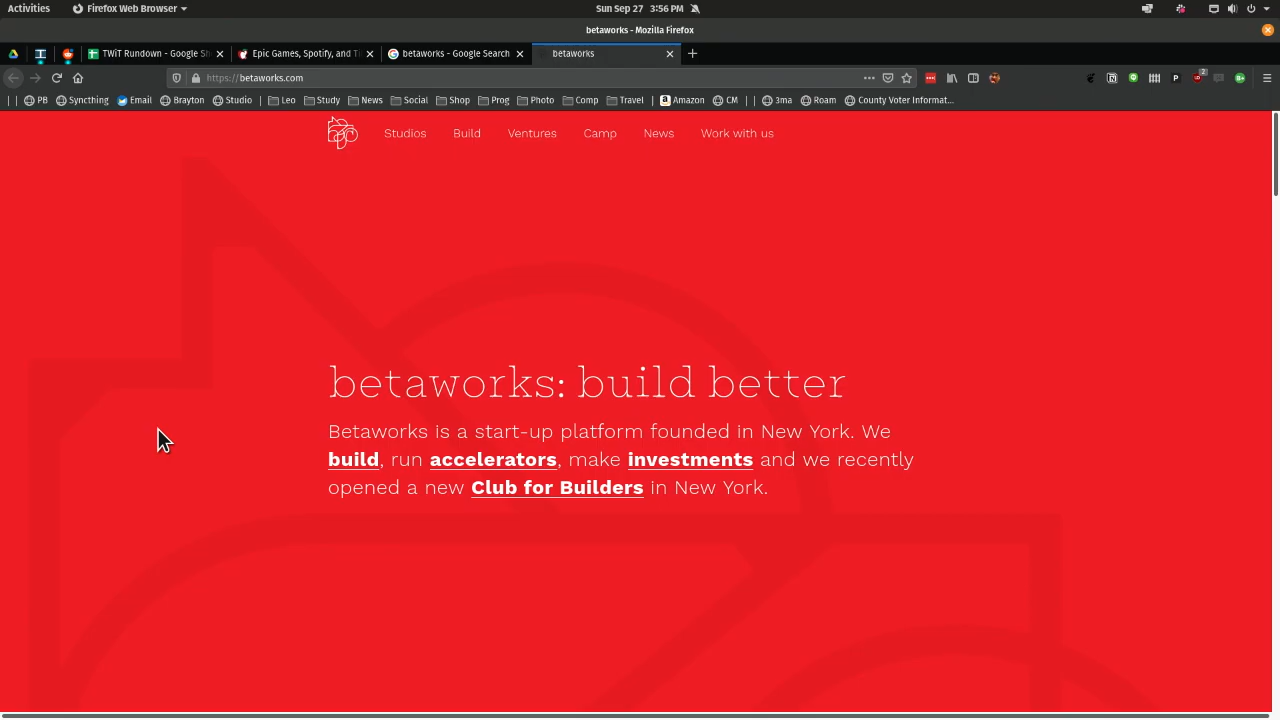 Activities Firefox Web Browser Sun Sep 27 3:56 PM
betaworks - Mozilla Firefox
TWiT Rundown - Google Sh Epic Games, Spotify, and Ti betaworks - Google Search betaworks
https://betaworks.com
PB Syncthing Email Brayton Studio Leo Study News Social Shop Prog Photo Comp Travel Amazon CM 3ma Roam County Voter Informat...
Studios Build Ventures Camp News Work with us
betaworks: build better
Betaworks is a start-up platform founded in New York. We
build, run accelerators, make investments and we recently
opened a new Club for Builders in New York.